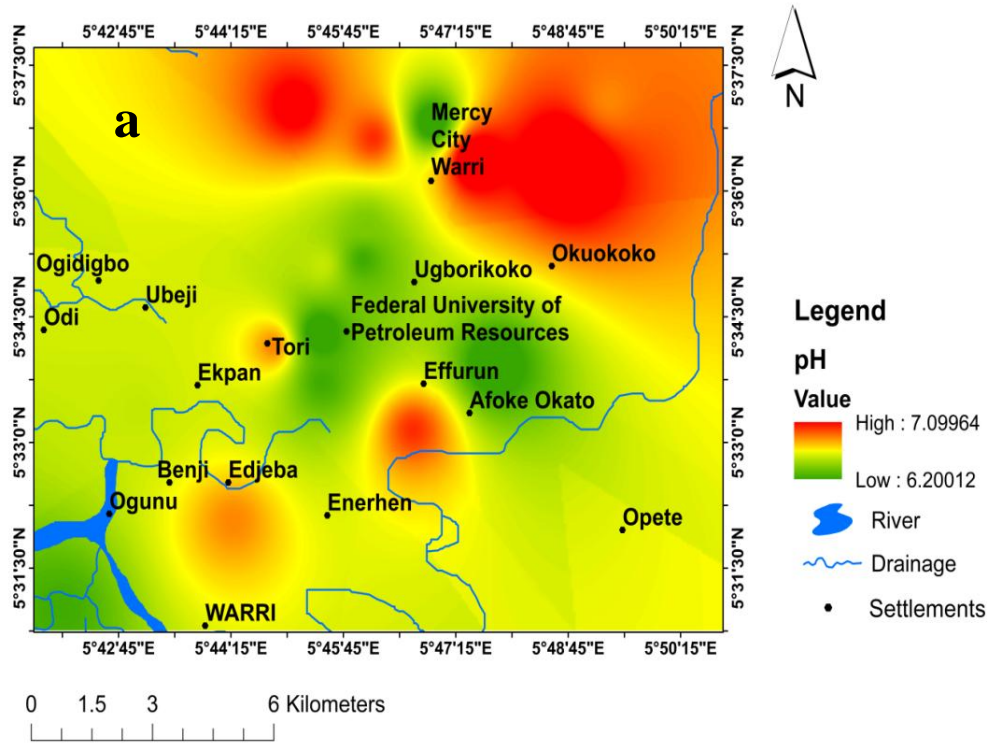 5°42'45"E 5°44'15"E 5°45'45"E 5°47'15"E 5°48'45"E 5°50'15"E
5°37'30"N
5°37'30"N
a
Mercy
City
Warri
N
5°36'0"N
5°36'0"N
Okuokoko
Ogidigbo
Ugborikoko
Ubeji
Federal University of
Petroleum Resources
5°34'30"N
5°34'30"N
Odi
Tori
Ekpan
Effurun
Afoke Okato
5°33'0"N
5°33'0"N
Benji
Edjeba
Ogunu
Enerhen
Opete
5°31'30"N
5°31'30"N
WARRI
5°42'45"E 5°44'15"E 5°45'45"E 5°47'15"E 5°48'45"E 5°50'15"E
Legend
pH
Value
High : 7.09964
Low : 6.20012
River
Drainage
Settlements
0 1.5 3 6 Kilometers